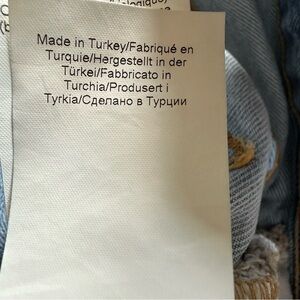 Made in Turkey/Fabriqué en
Turquie/Hergestellt in der
Türkei/Fabbricato in
Turchia/Produsert i
Tyrkia/Сделано в Турции